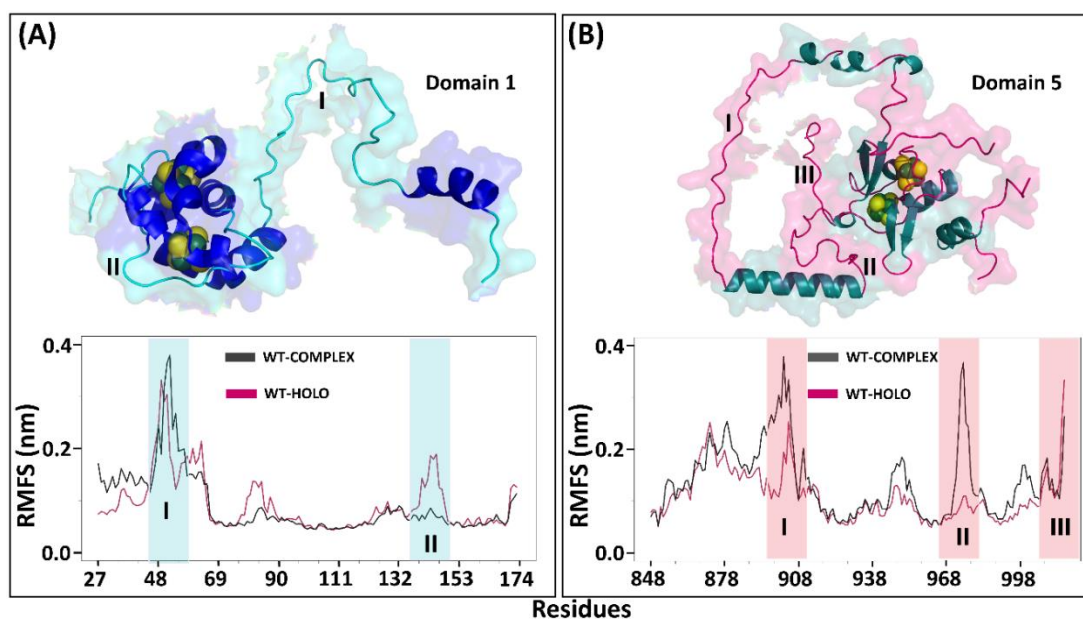 (A)
Domain 1
I
II
(B)
Domain 5
I
III
II
0.4
0.2
0.0
RMFS (nm)
WT-COMPLEX
WT-HOLO
I
II
27 48 69 90 111 132 153 174
0.4
0.2
0.0
RMFS (nm)
WT-COMPLEX
WT-HOLO
I
II
III
848 878 908 938 968 998
Residues